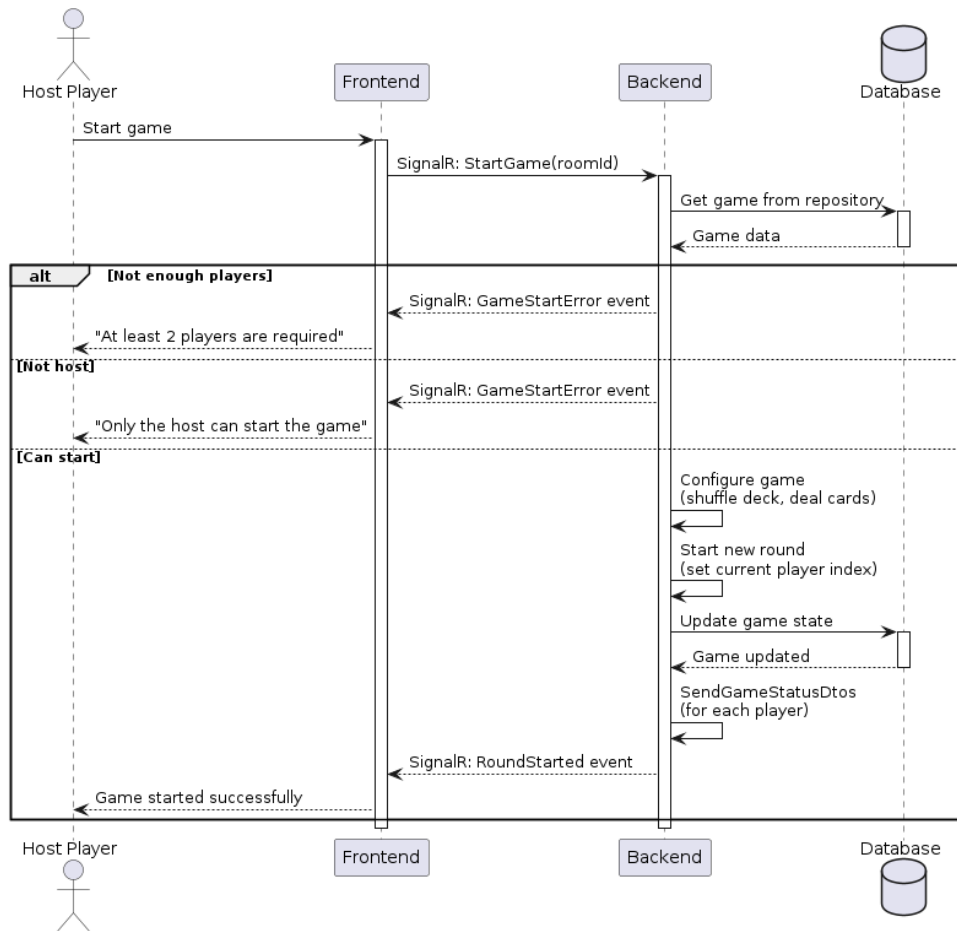 Host Player
Frontend
Backend
Database
Start game
SignalR: StartGame(roomId)
Get game from repository
Game data
alt
[Not enough players]
SignalR: GameStartError event
"At least 2 players are required"
[Not host]
SignalR: GameStartError event
"Only the host can start the game"
[Can start]
Configure game
(shuffle deck, deal cards)
Start new round
(set current player index)
Update game state
Game updated
SendGameStatusDtos
(for each player)
SignalR: RoundStarted event
Game started successfully
Host Player
Frontend
Backend
Database